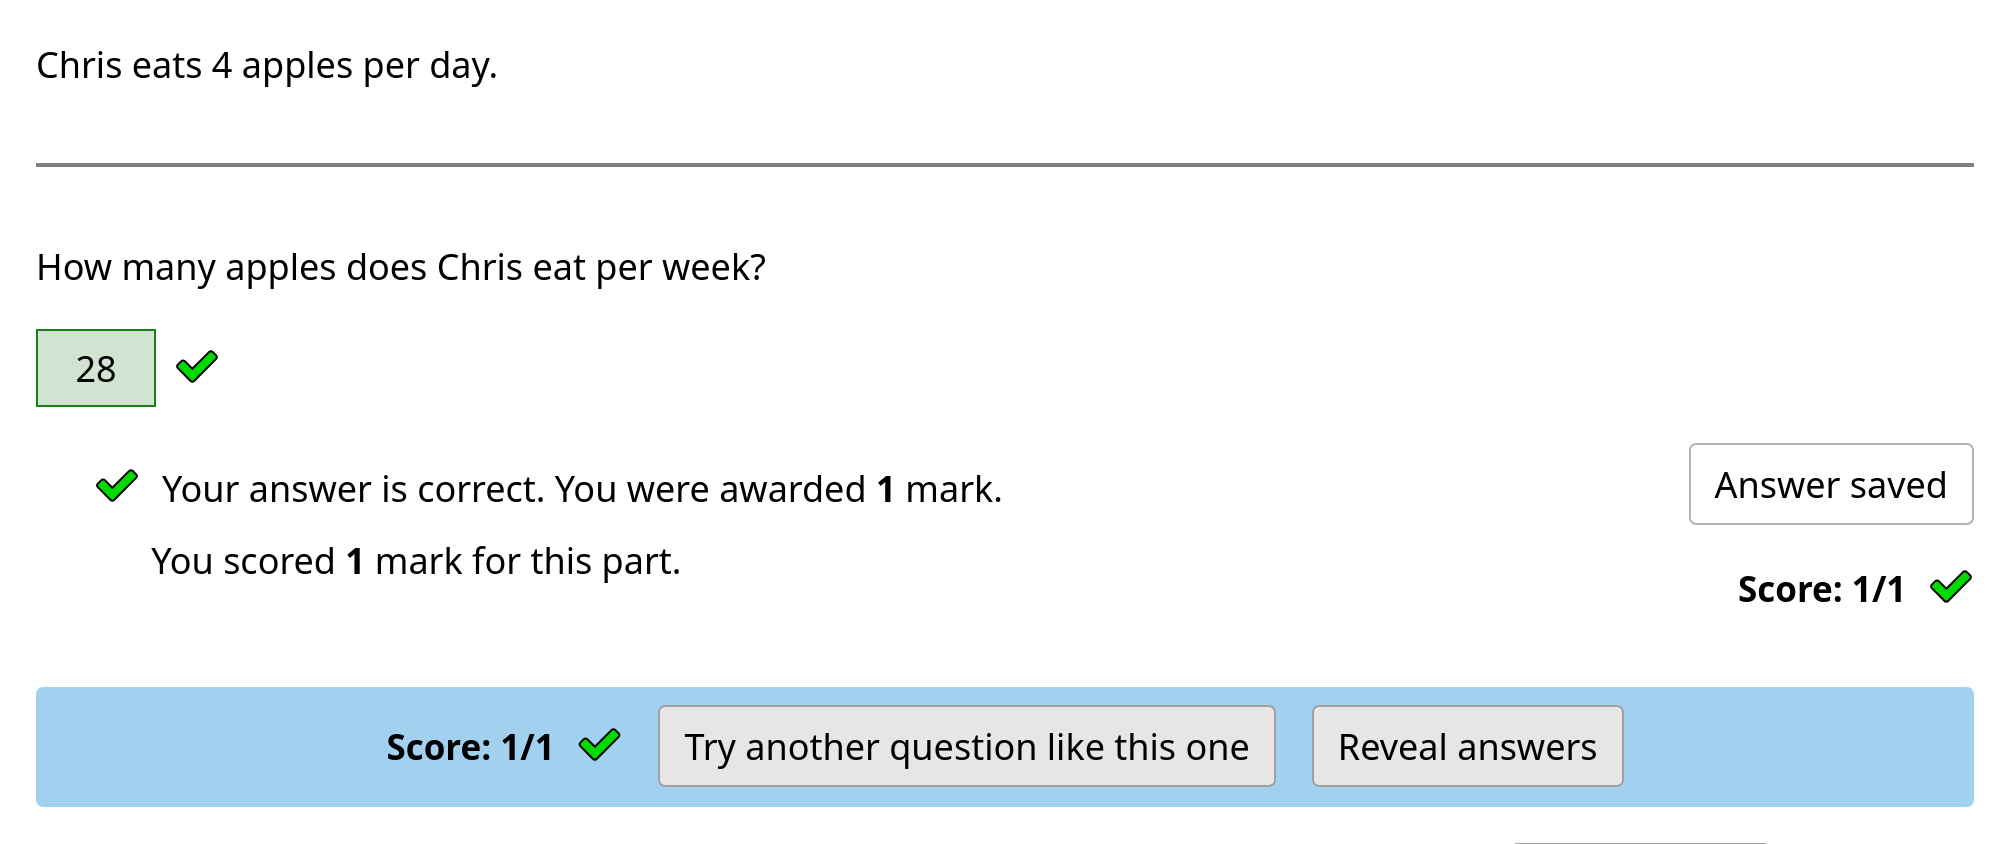 Chris eats 4 apples per day.
How many apples does Chris eat per week?
28
Your answer is correct. You were awarded 1 mark.
You scored 1 mark for this part.
Answer saved
Score: 1/1
Score: 1/1
Try another question like this one
Reveal answers